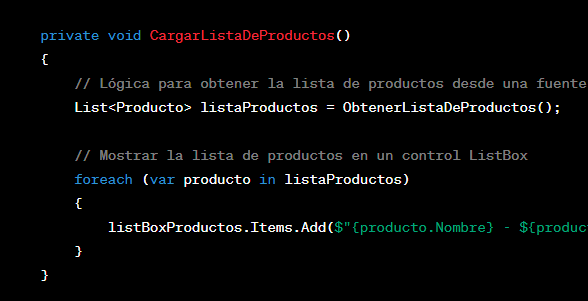 private void CargarListaDeProductos()
{
    // Lógica para obtener la lista de productos desde una fuente
    List<Producto> listaProductos = ObtenerListaDeProductos();

    // Mostrar la lista de productos en un control ListBox
    foreach (var producto in listaProductos)
    {
        listBoxProductos.Items.Add($"{producto.Nombre} - ${produc
    }
}